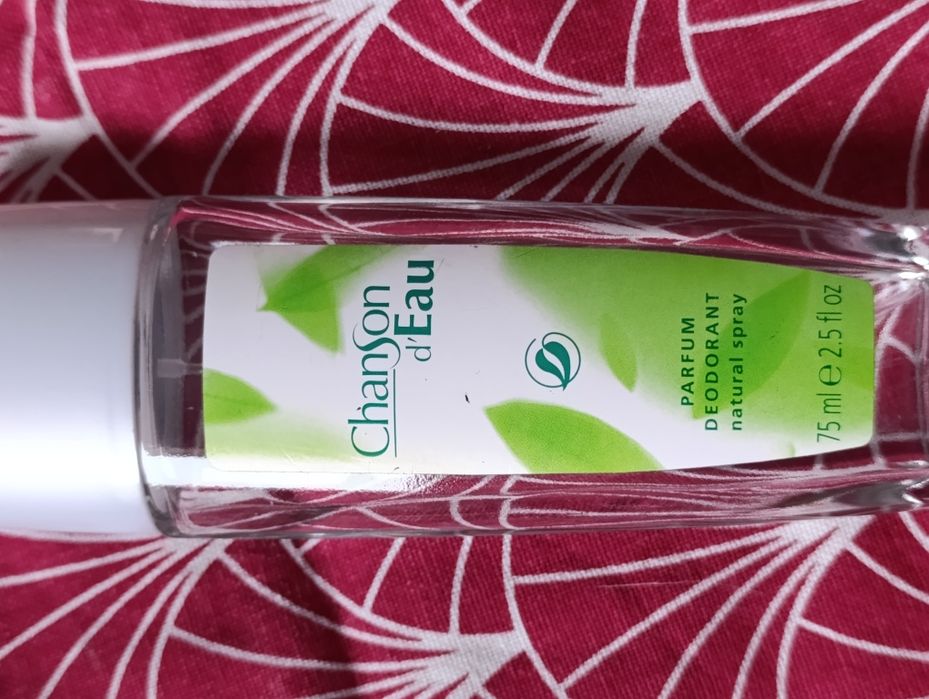 Chanson
d'Eau
PARFUM
DEODORANT
natural spray
75 ml e 2.5 fl oz